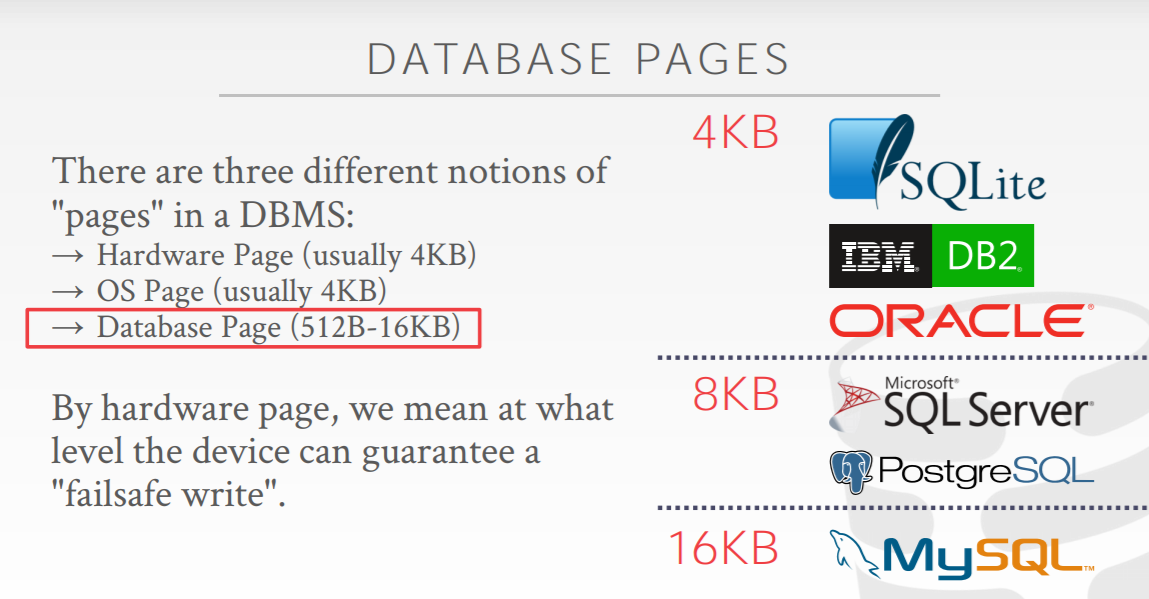 DATABASE PAGES
There are three different notions of
"pages" in a DBMS:
→ Hardware Page (usually 4KB)
→ OS Page (usually 4KB)
→ Database Page (512B-16KB)
By hardware page, we mean at what
level the device can guarantee a
"failsafe write".
4KB
SQLite
IBM® DB2®
ORACLE®
8KB
Microsoft®
SQL Server®
PostgreSQL
16KB
MySQL™